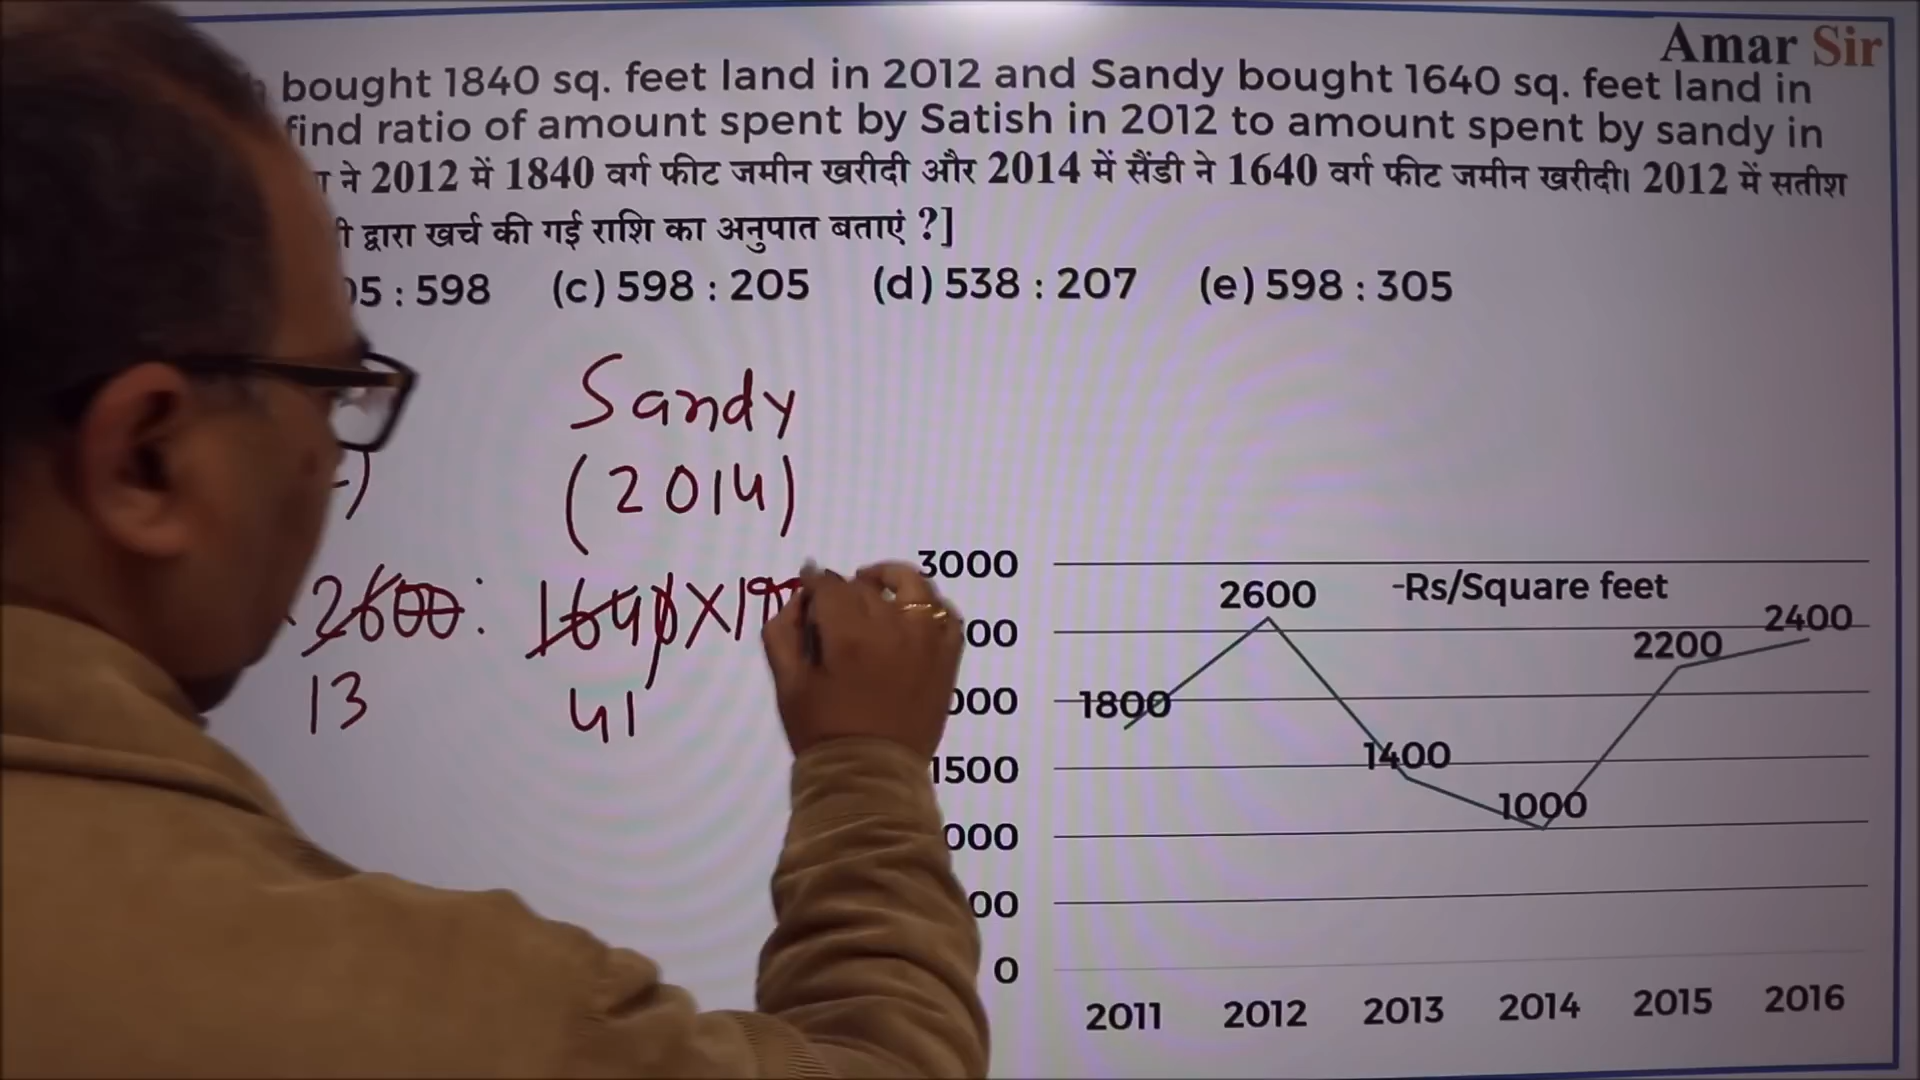 Amar Sir
bought 1840 sq. feet land in 2012 and Sandy bought 1640 sq. feet land in
find ratio of amount spent by Satish in 2012 to amount spent by sandy in
ने 2012 में 1840 वर्ग फीट जमीन खरीदी और 2014 में सैंडी ने 1640 वर्ग फीट जमीन खरीदी। 2012 में सतीश
द्वारा खर्च की गई राशि का अनुपात बताएं ?]
05 : 598 (c) 598 : 205 (d) 538 : 207 (e) 598 : 305
Sandy
(2014)
2600 : 1640 X
13 41
3000
-Rs/Square feet
2600
2400
2200
1800
1500
1400
1000
0
2011 2012 2013 2014 2015 2016